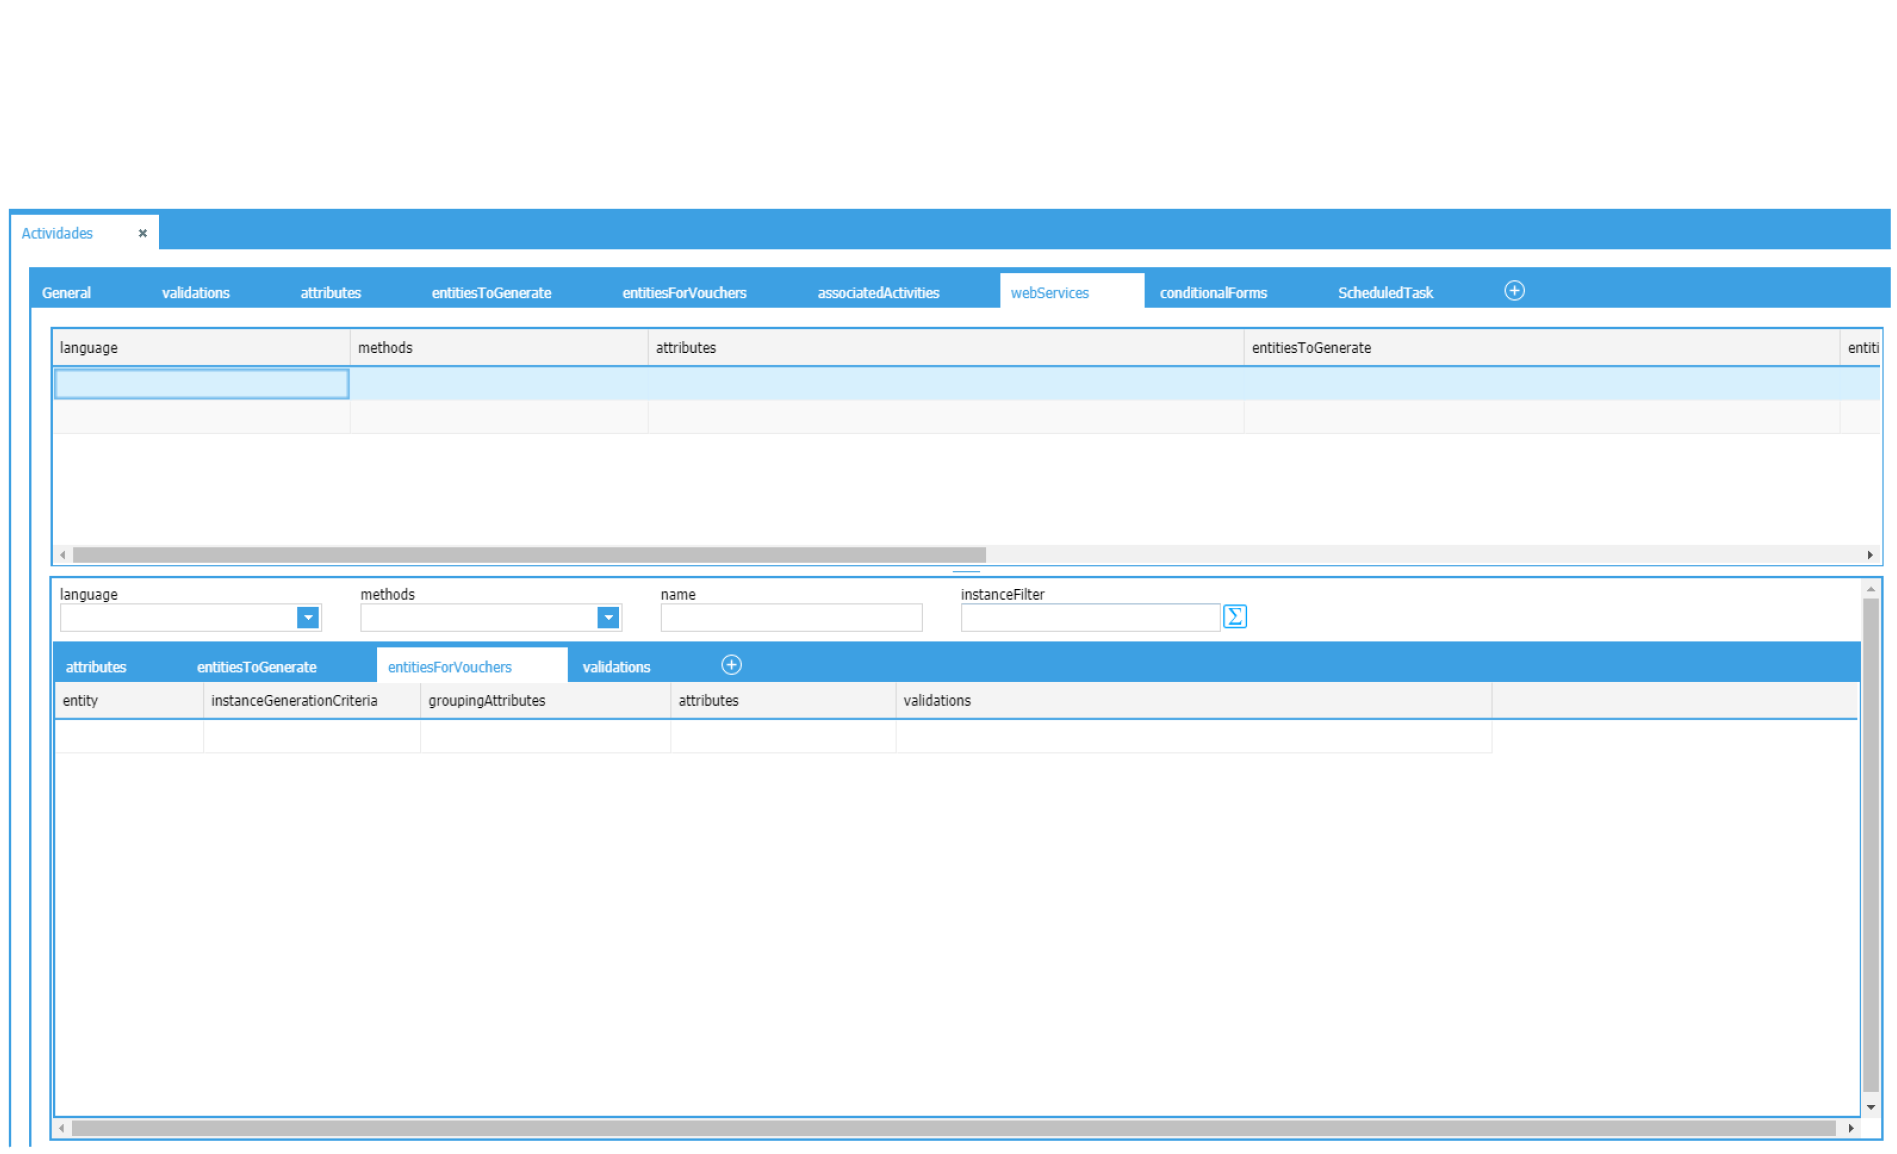 Actividades
General validations attributes entitiesToGenerate entitiesForVouchers associatedActivities webServices conditionalForms ScheduledTask
language methods attributes entitiesToGenerate entiti
language methods name instanceFilter
attributes entitiesToGenerate entitiesForVouchers validations
entity instanceGenerationCriteria groupingAttributes attributes validations